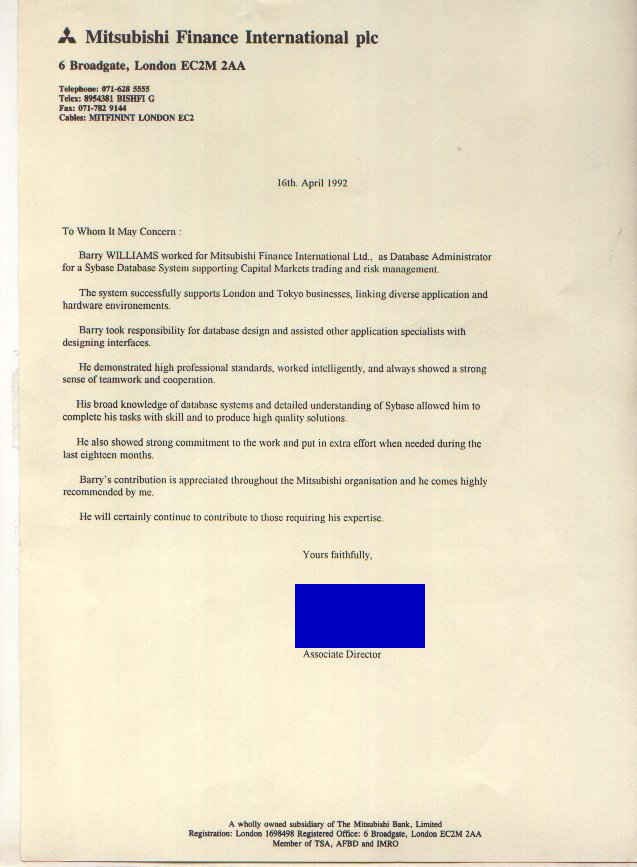 Mitsubishi Finance International plc
6 Broadgate, London EC2M 2AA
Telephone: 071-628 5555
Telex: 8954381 BISHFI G
Fax: 071-782 9144
Cables: MITFININT LONDON EC2
16th. April 1992
To Whom It May Concern :
Barry WILLIAMS worked for Mitsubishi Finance International Ltd., as Database Administrator
for a Sybase Database System supporting Capital Markets trading and risk management.
The system successfully supports London and Tokyo businesses, linking diverse application and
hardware environements.
Barry took responsibility for database design and assisted other application specialists with
designing interfaces.
He demonstrated high professional standards, worked intelligently, and always showed a strong
sense of teamwork and cooperation.
His broad knowledge of database systems and detailed understanding of Sybase allowed him to
complete his tasks with skill and to produce high quality solutions.
He also showed strong commitment to the work and put in extra effort when needed during the
last eighteen months.
Barry's contribution is appreciated throughout the Mitsubishi organisation and he comes highly
recommended by me.
He will certainly continue to contribute to those requiring his expertise.
Yours faithfully,
Associate Director
A wholly owned subsidiary of The Mitsubishi Bank, Limited
Registration: London 1698498 Registered Office: 6 Broadgate, London EC2M 2AA
Member of TSA, AFBD and IMRO